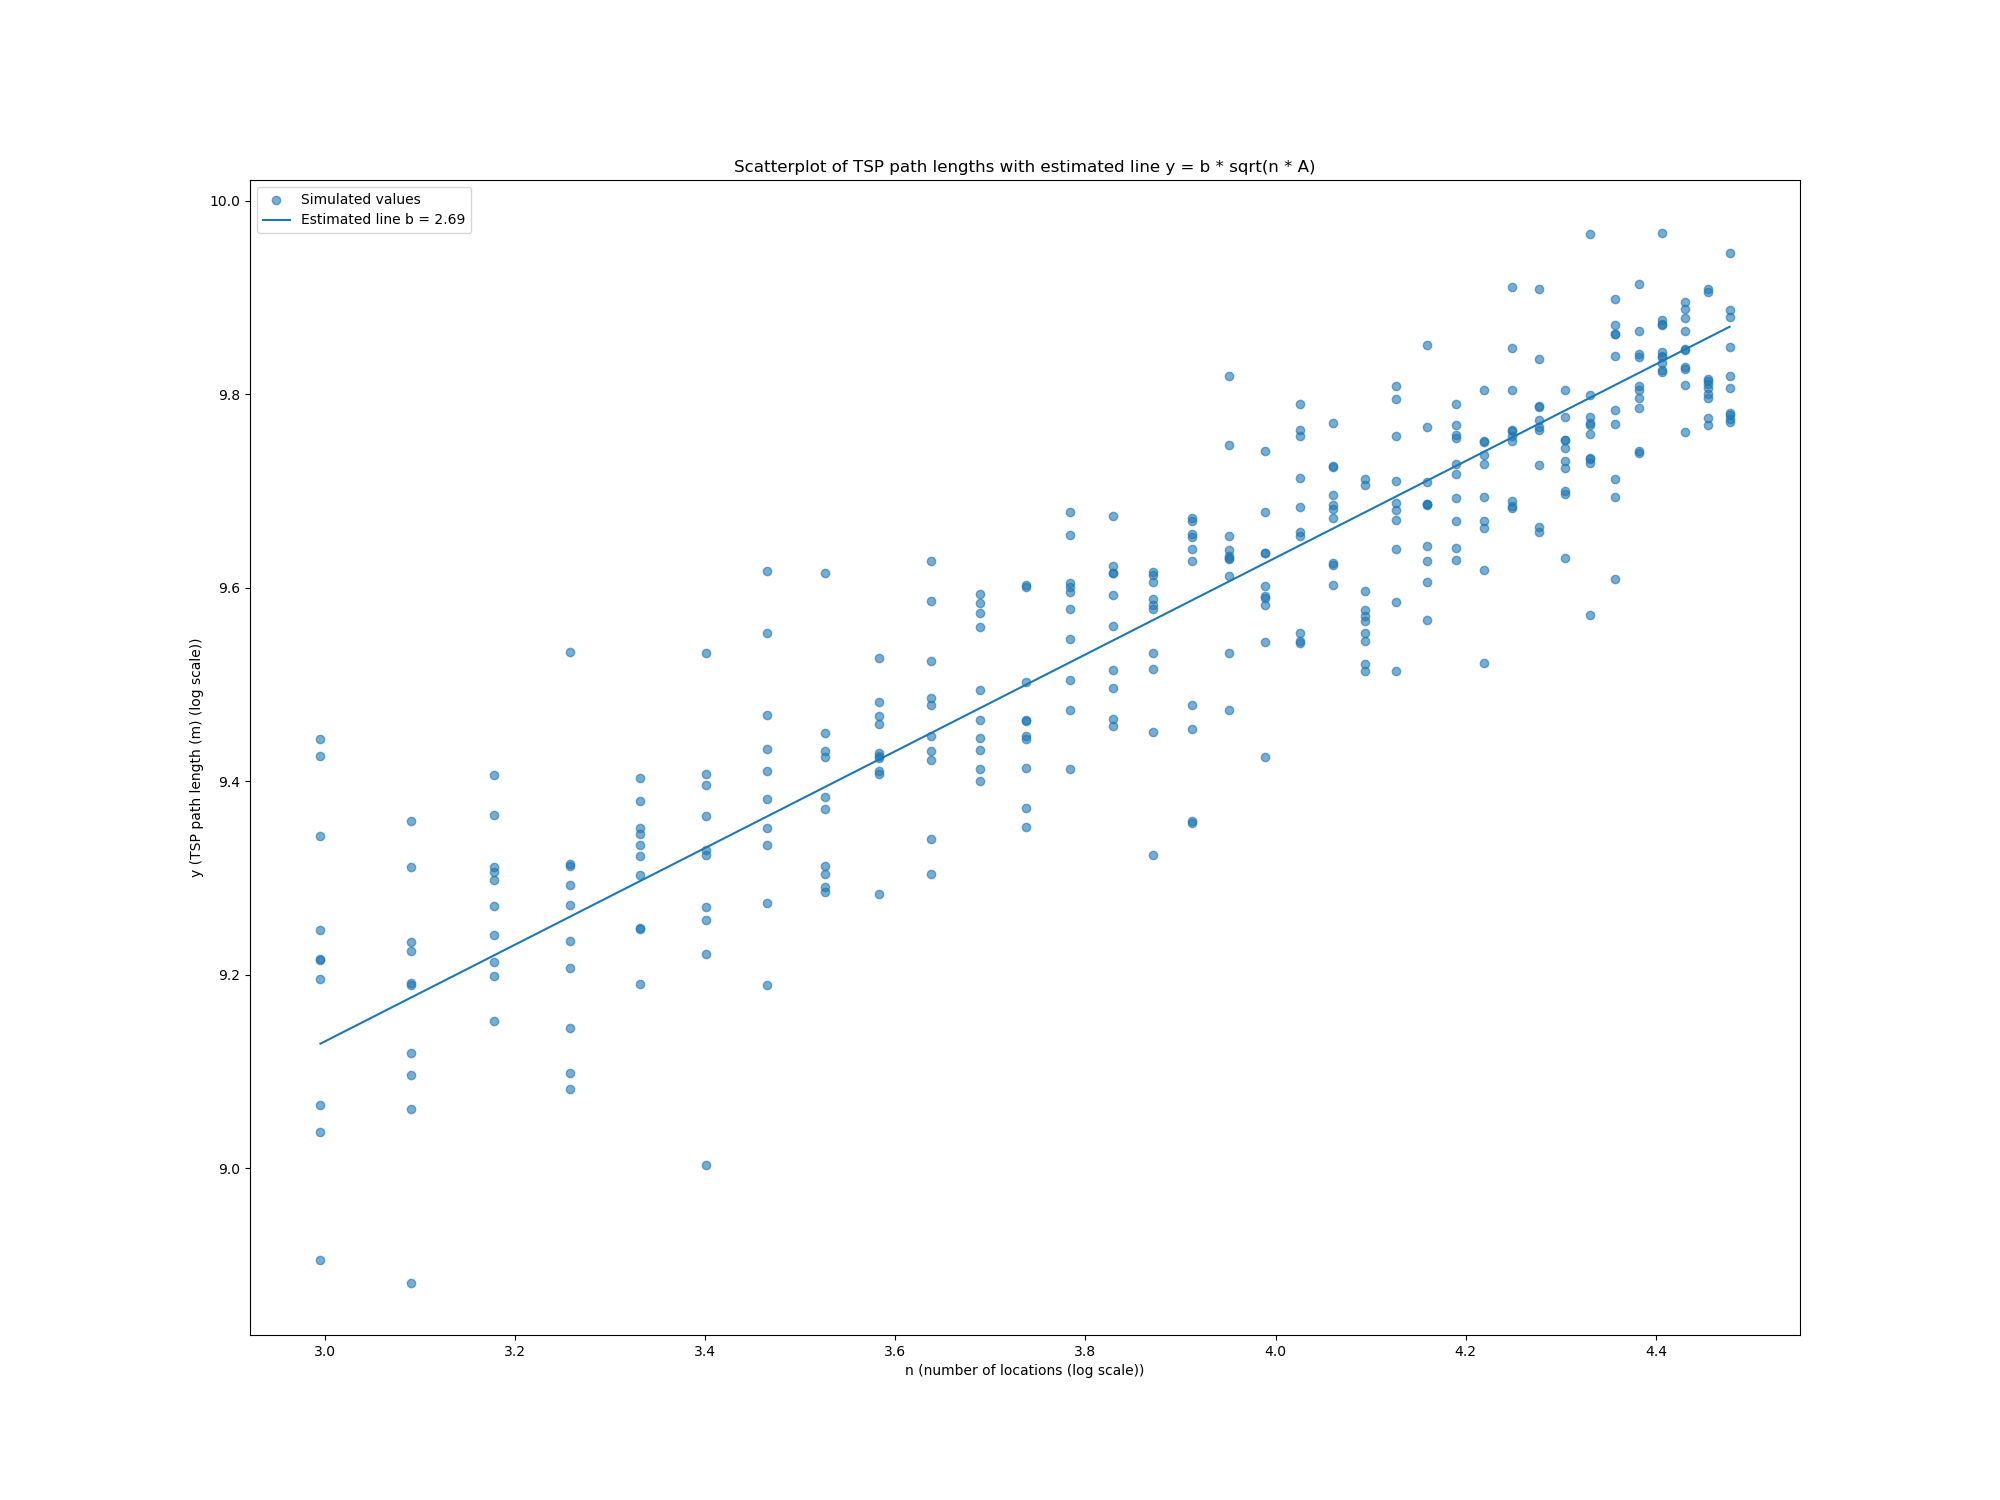 Scatterplot of TSP path lengths with estimated line y = b * sqrt(n * A)
Simulated values
Estimated line b = 2.69
10.0
9.8
9.6
9.4
9.2
9.0
y (TSP path length (m) (log scale))
3.0 3.2 3.4 3.6 3.8 4.0 4.2 4.4
n (number of locations (log scale))